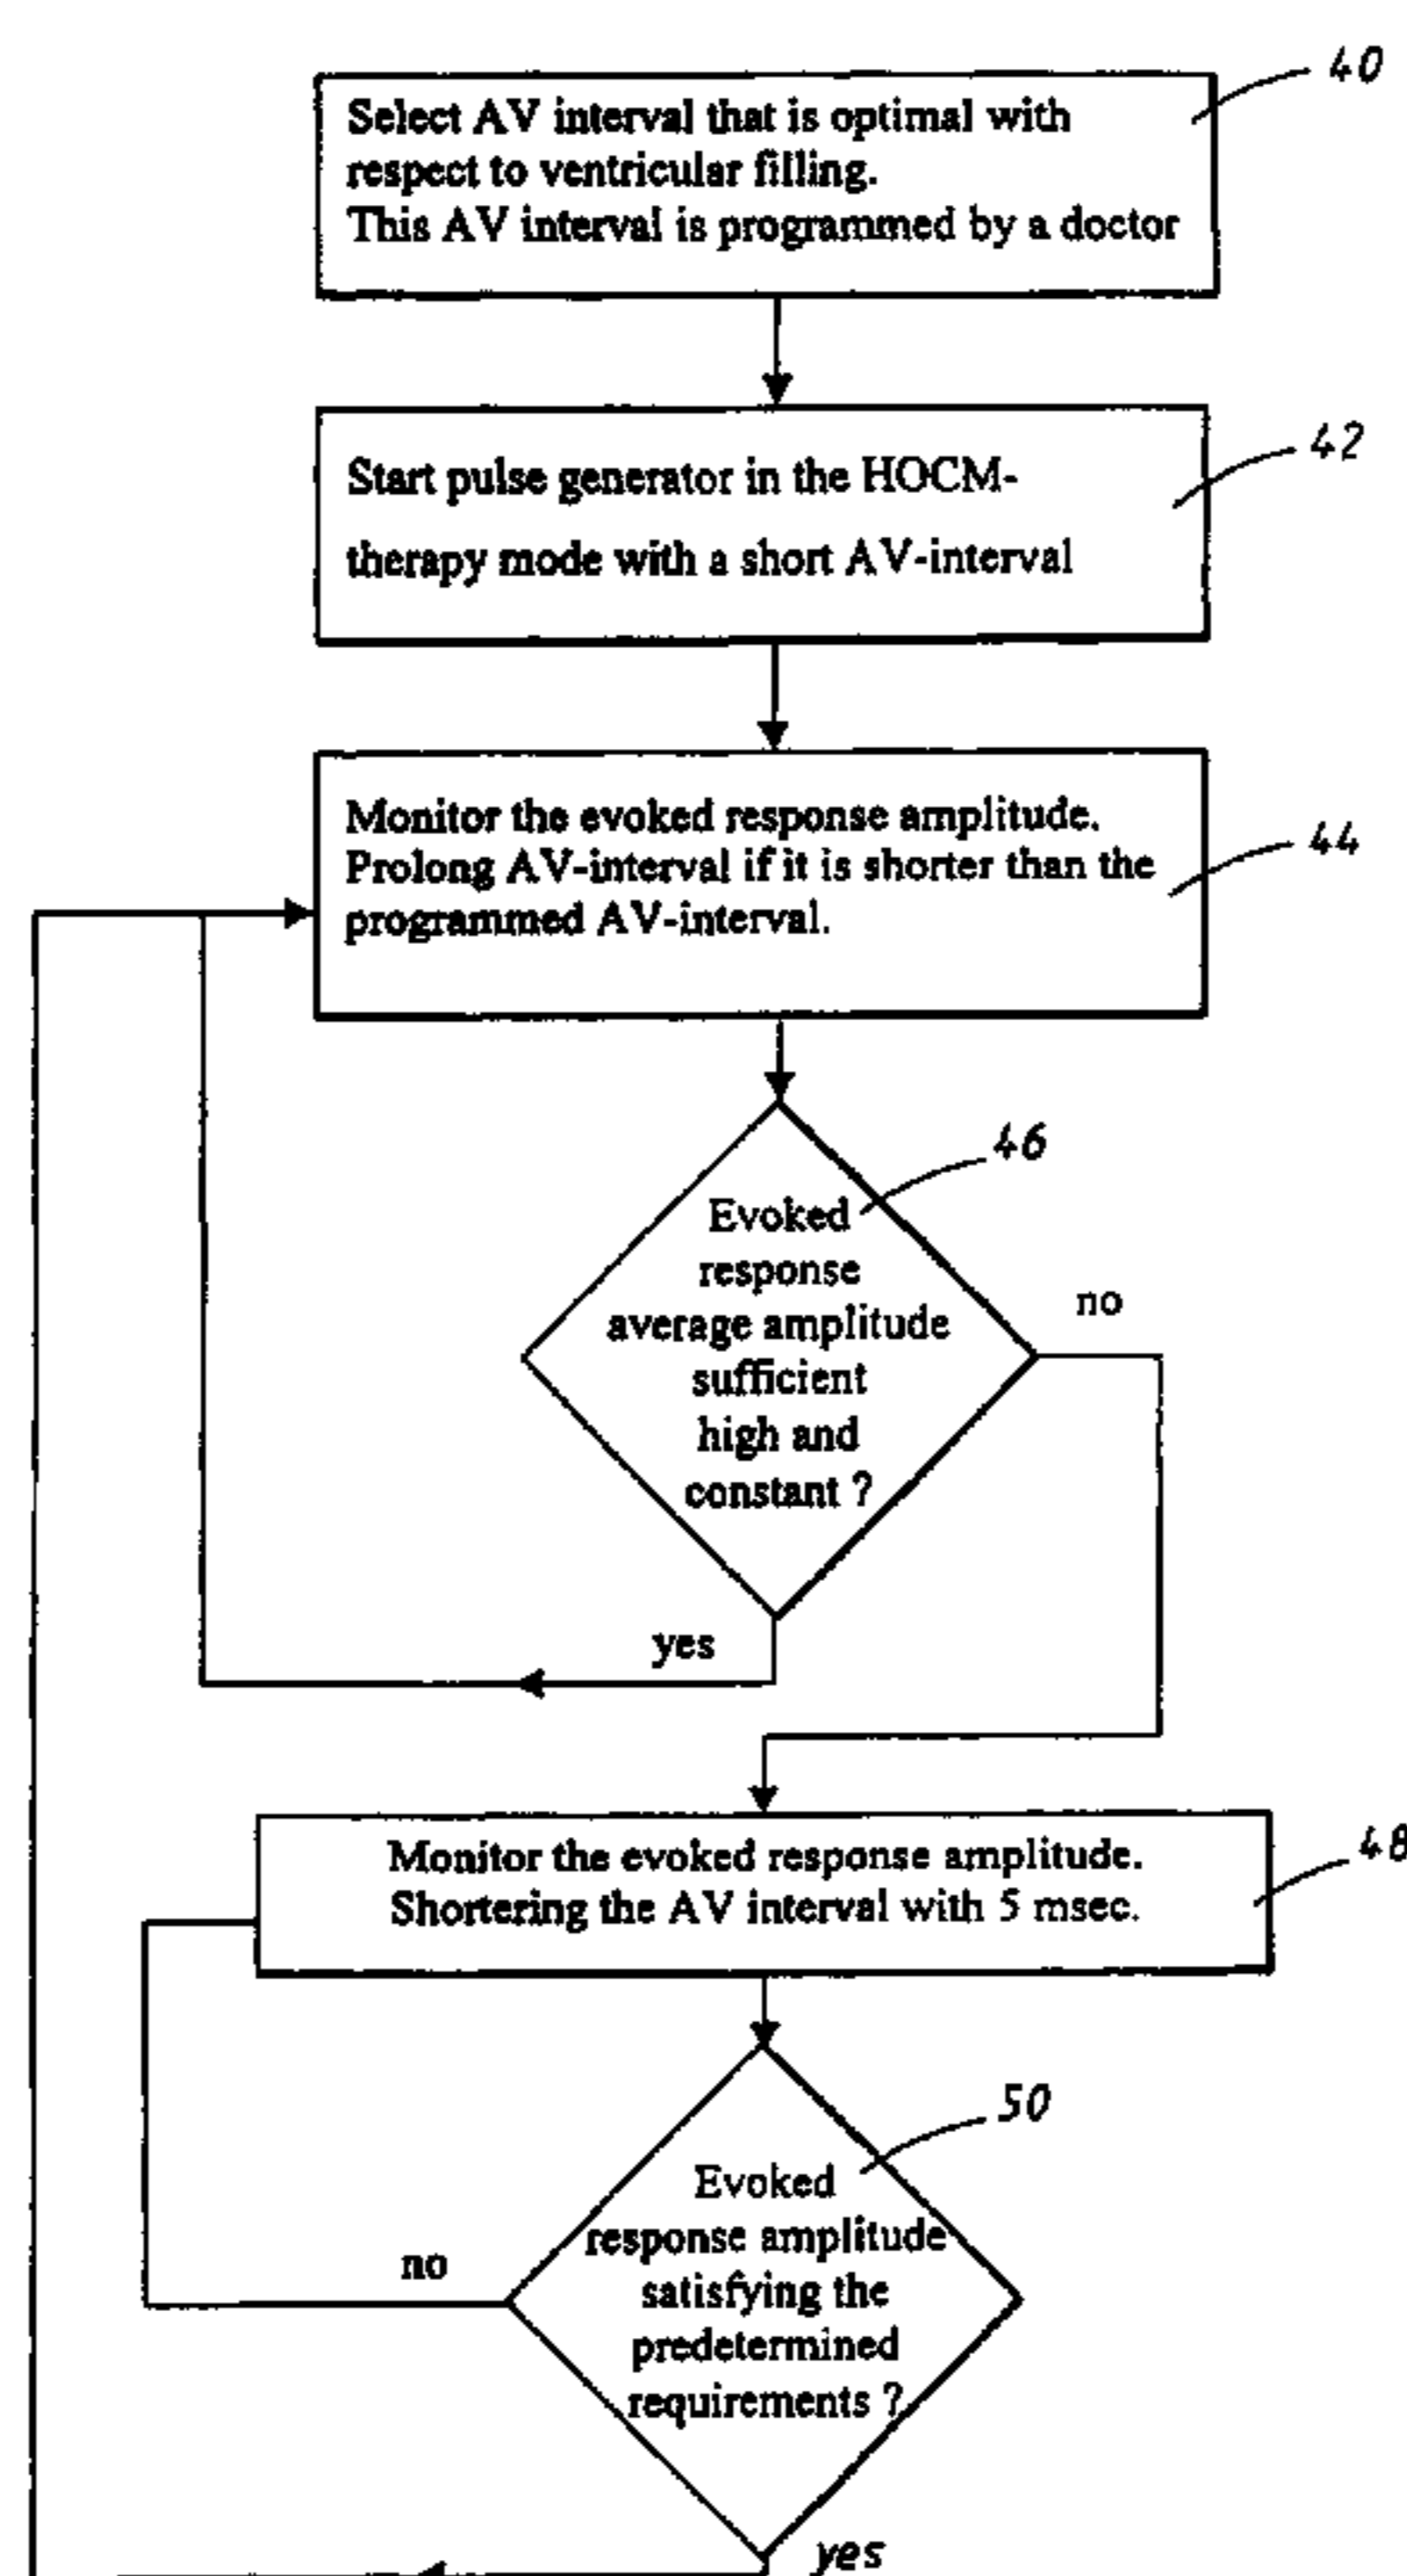 40
Select AV interval that is optimal with
respect to ventricular filling.
This AV interval is programmed by a doctor
42
Start pulse generator in the HOCM-
therapy mode with a short AV-interval
44
Monitor the evoked response amplitude.
Prolong AV-interval if it is shorter than the
programmed AV-interval.
46
Evoked
response
average amplitude
sufficient
high and
constant ?
no
yes
48
Monitor the evoked response amplitude.
Shortering the AV interval with 5 msec.
50
Evoked
response amplitude
satisfying the
predetermined
requirements ?
no
yes